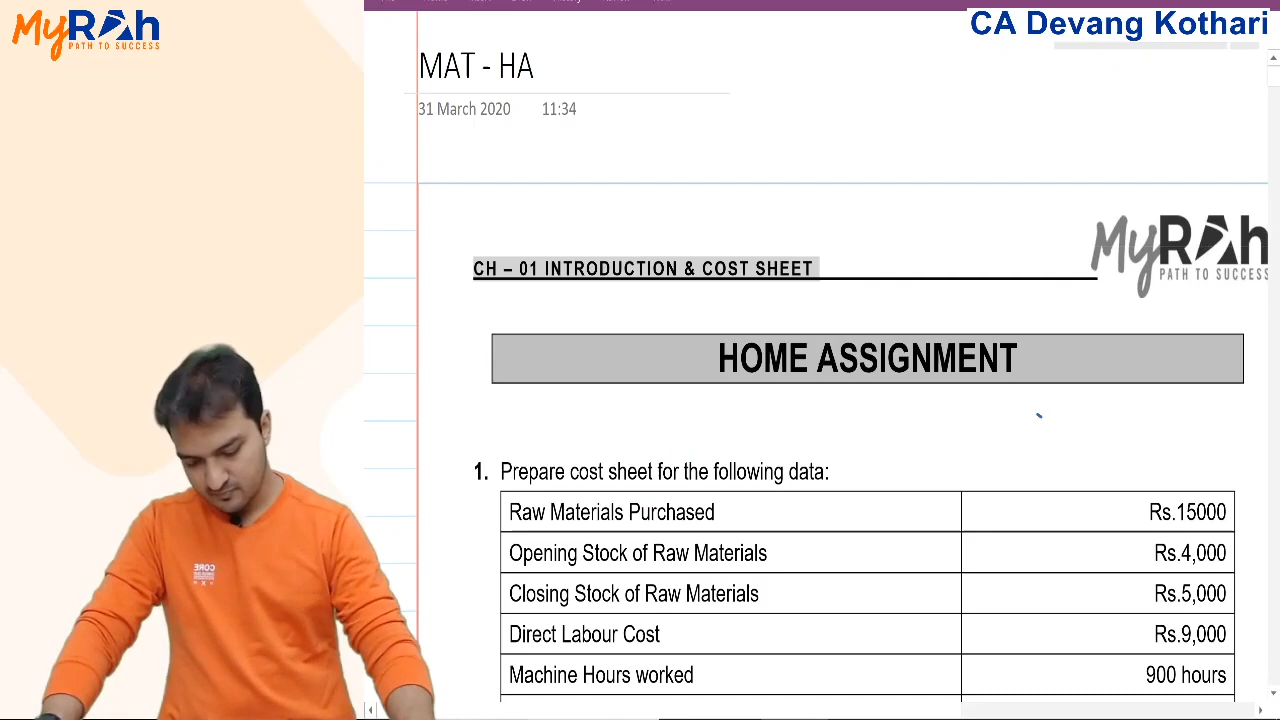 MyRAh
PATH TO SUCCESS
CA Devang Kothari
MAT - HA
31 March 2020 11:34
MyRAh
PATH TO SUCCESS
CH – 01 INTRODUCTION & COST SHEET
HOME ASSIGNMENT
1. Prepare cost sheet for the following data:
Raw Materials Purchased Rs.15000
Opening Stock of Raw Materials Rs.4,000
Closing Stock of Raw Materials Rs.5,000
Direct Labour Cost Rs.9,000
Machine Hours worked 900 hours